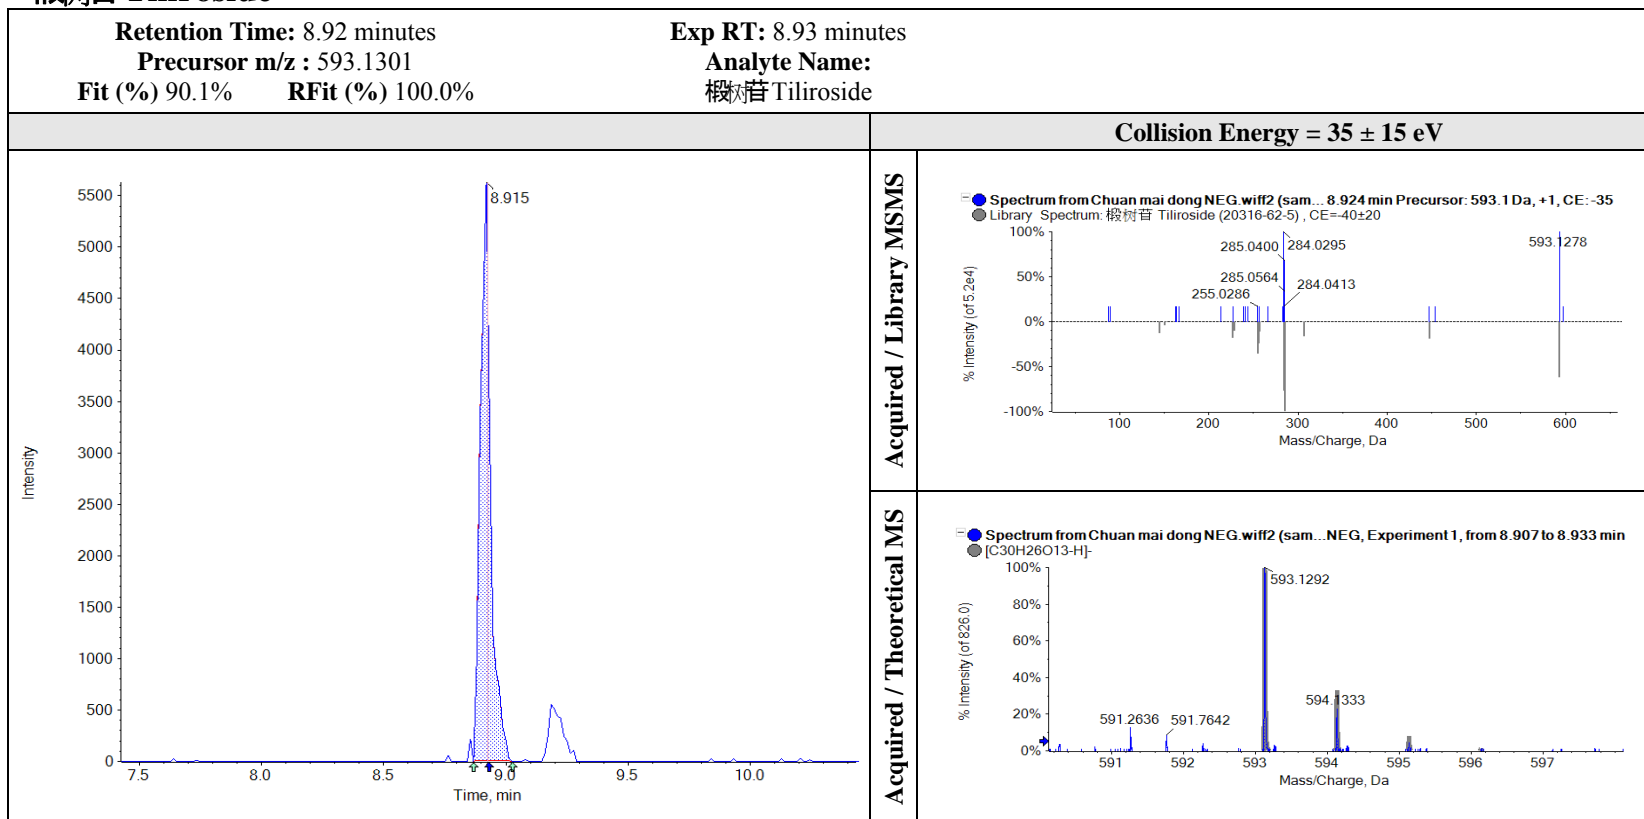 Retention Time: 8.92 minutes
Exp RT: 8.93 minutes
Precursor m/z : 593.1301
Analyte Name:
Fit (%) 90.1% RFit (%) 100.0%
椴树苷Tiliroside
Collision Energy = 35 ± 15 eV
5500
5000
4500
4000
3500
3000
2500
2000
1500
1000
500
0
Intensity
8.915
7.5 8.0 8.5 9.0 9.5 10.0
Time, min
Acquired / Library MSMS
Spectrum from Chuan mai dong NEG.wiff2 (sam... 8.924 min Precursor: 593.1 Da, +1, CE: -35
Library Spectrum: 椴树苷 Tiliroside (20316-62-5) , CE=-40±20
100%
50%
0%
-50%
-100%
% Intensity (of 5.2e4)
285.0400
284.0295
593.1278
285.0564
284.0413
255.0286
100 200 300 400 500 600
Mass/Charge, Da
Acquired / Theoretical MS
Spectrum from Chuan mai dong NEG.wiff2 (sam...NEG, Experiment 1, from 8.907 to 8.933 min
[C30H26O13-H]-
100%
80%
60%
40%
20%
0%
% Intensity (of 826.0)
593.1292
594.1333
591.2636
591.7642
591 592 593 594 595 596 597
Mass/Charge, Da